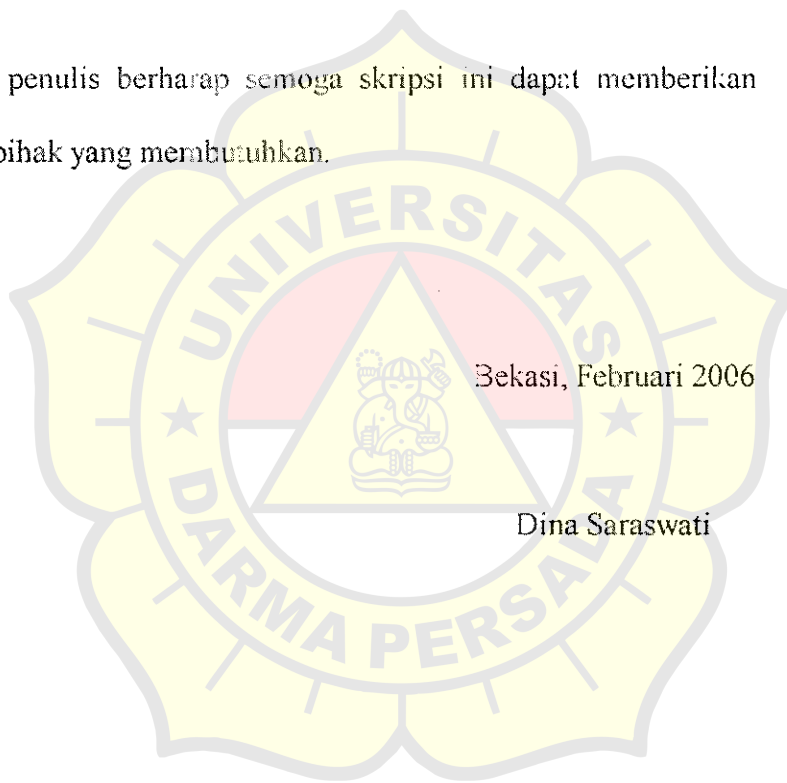 penulis berharap semoga skripsi ini dapat memberikan
pihak yang membutuhkan.
UNIVERSITAS
Bekasi, Februari 2006
Dina Saraswati
DARMA PERSADA